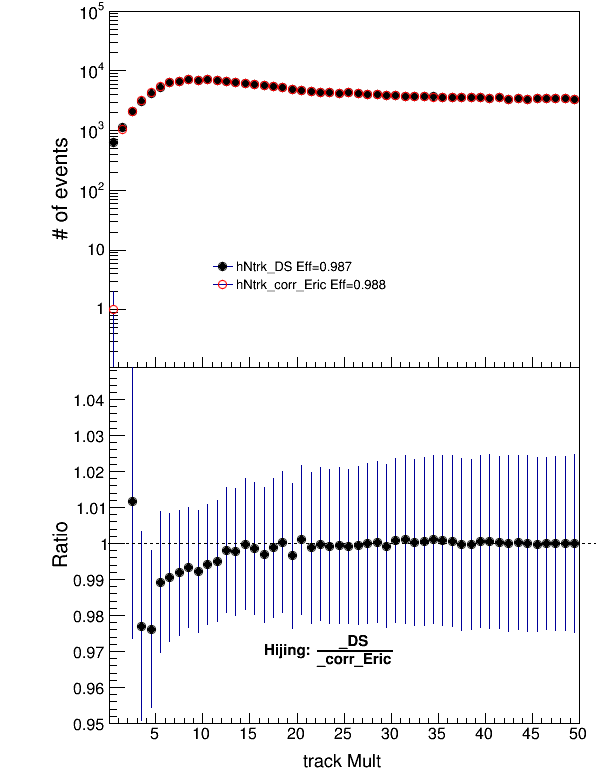 10^5
10^4
10^3
10^2
10
1
# of events
hNtrk_DS Eff=0.987
hNtrk_corr_Eric Eff=0.988
1.04
1.03
1.02
1.01
1
0.99
0.98
0.97
0.96
0.95
Ratio
Hijing: _DS
_corr_Eric
5 10 15 20 25 30 35 40 45 50
track Mult